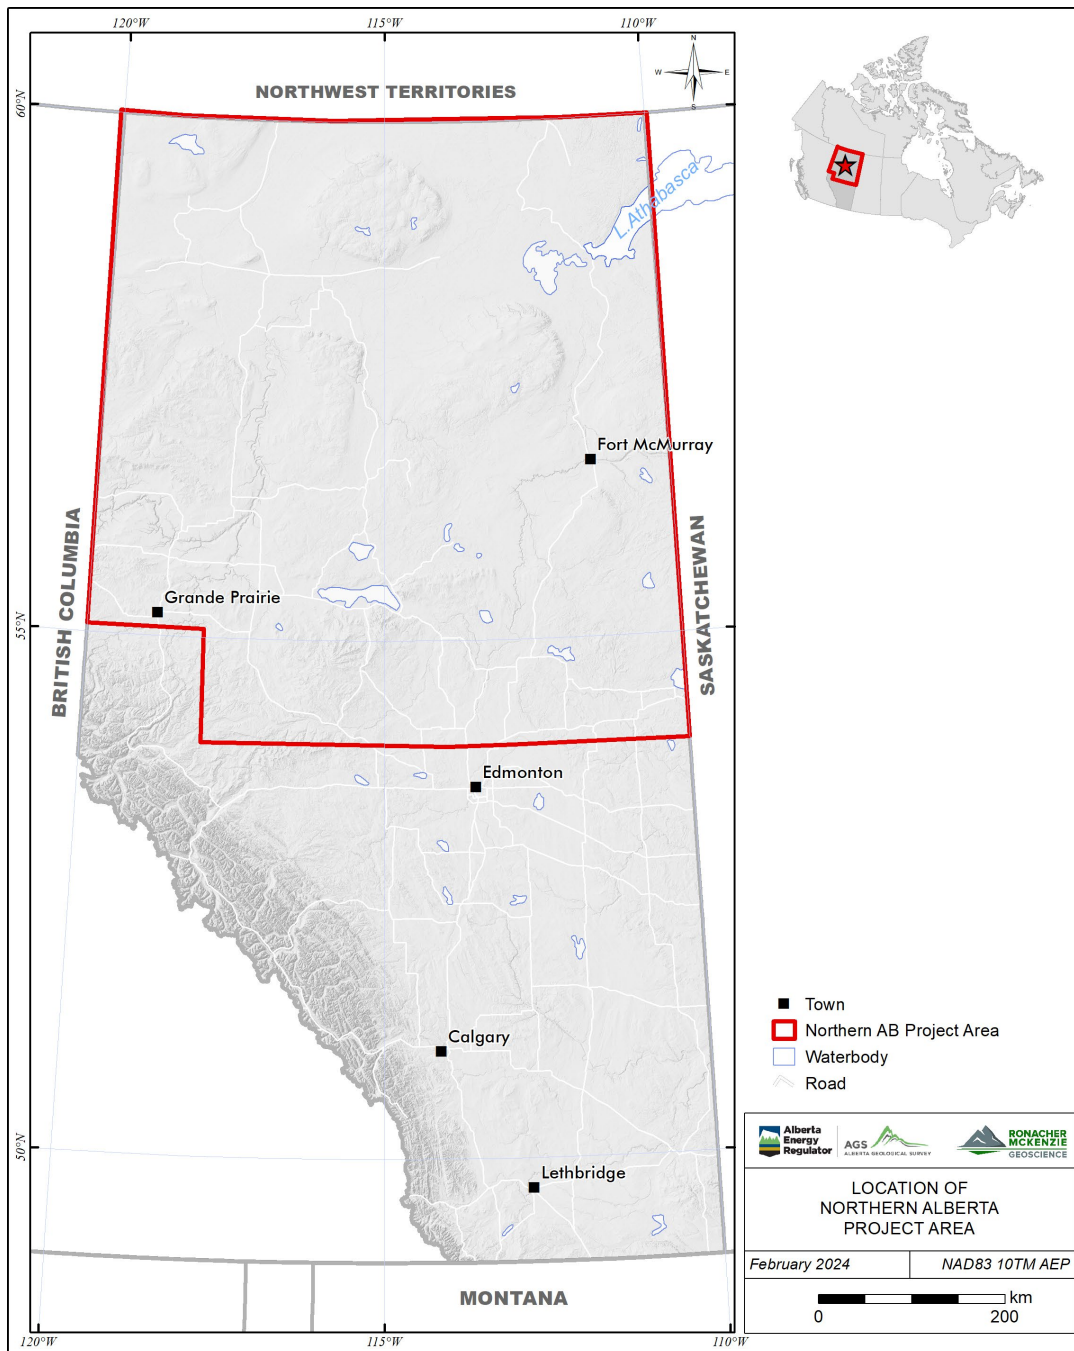 120°W
115°W
110°W
60°N
NORTHWEST TERRITORIES
N
W
E
S
L.Athabasca
Fort McMurray
BRITISH COLUMBIA
SASKATCHEWAN
Grande Prairie
55°N
Edmonton
Calgary
50°N
Lethbridge
MONTANA
120°W
115°W
110°W
Town
Northern AB Project Area
Waterbody
Road
Alberta
Energy
Regulator
AGS
ALBERTA GEOLOGICAL SURVEY
RONACHER
MCKENZIE
GEOSCIENCE
LOCATION OF
NORTHERN ALBERTA
PROJECT AREA
February 2024
NAD83 10TM AEP
km
0
200